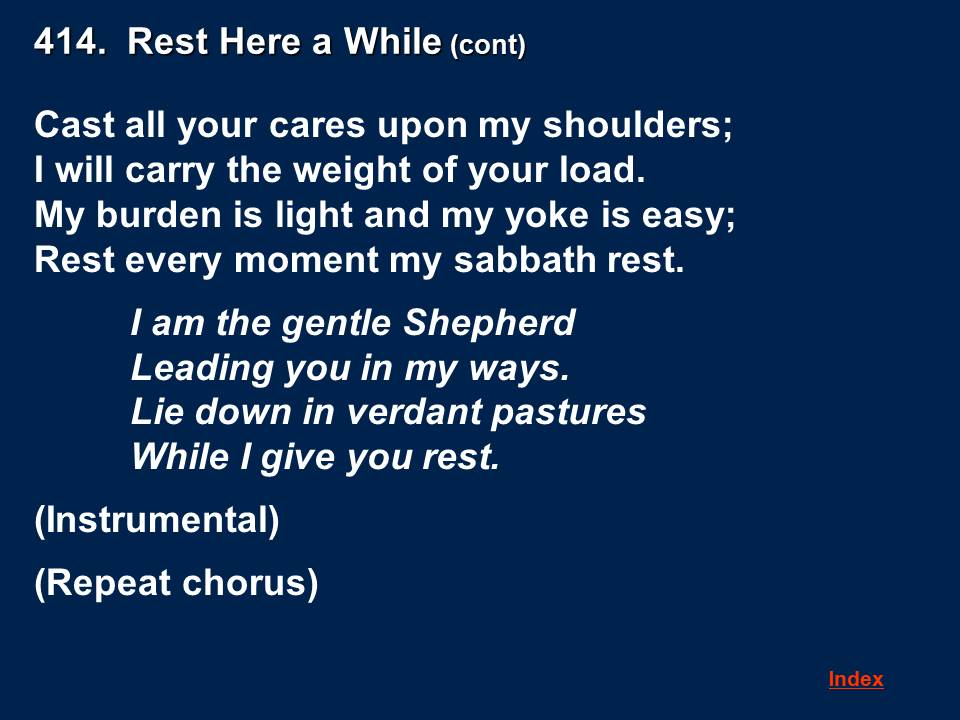 414. Rest Here a While (cont)
Cast all your cares upon my shoulders;
I will carry the weight of your load.
My burden is light and my yoke is easy;
Rest every moment my sabbath rest.
I am the gentle Shepherd
Leading you in my ways.
Lie down in verdant pastures
While I give you rest.
(Instrumental)
(Repeat chorus)
Index